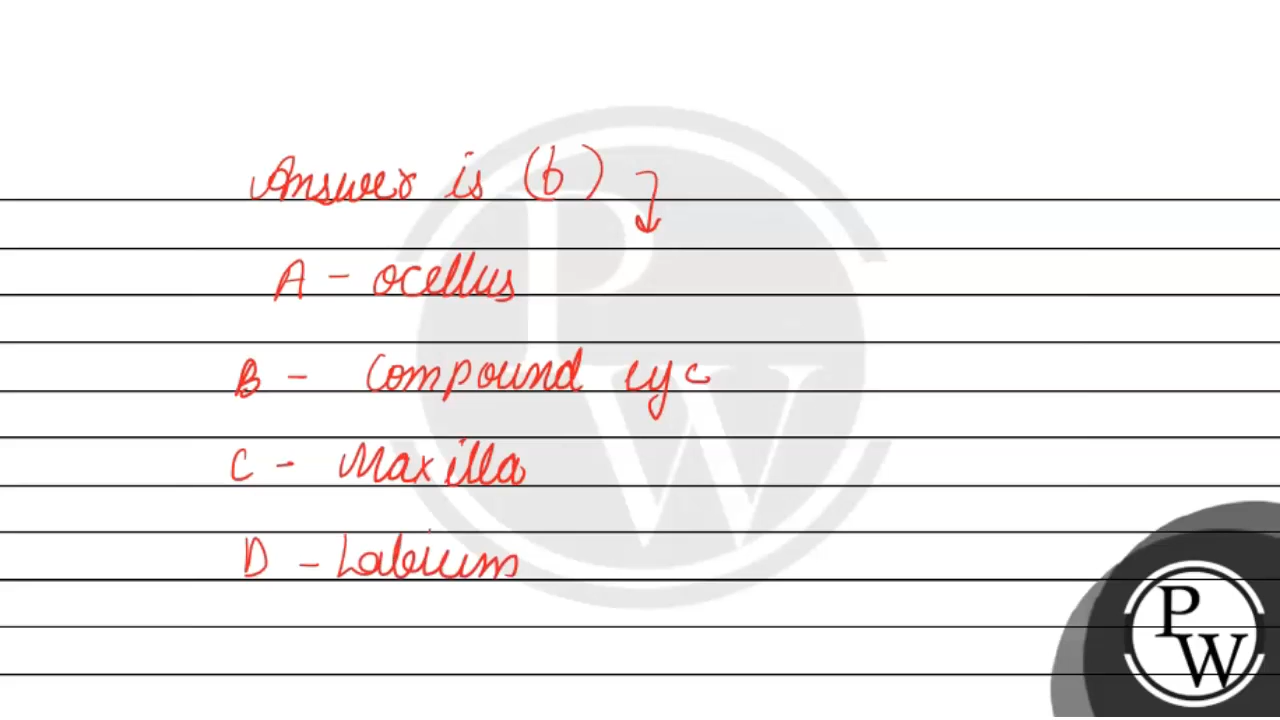 Answer is (b)
A - ocellus
B - Compound eye
C - Maxilla
D - Labium
P
W
P
W